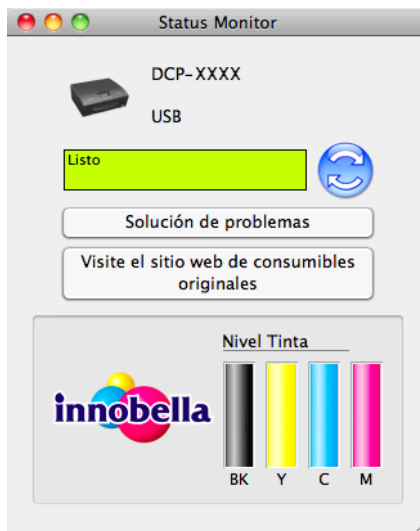 Status Monitor
DCP-XXXX
USB
Listo
Solución de problemas
Visite el sitio web de consumibles
originales
Nivel Tinta
innobella
BK Y C M